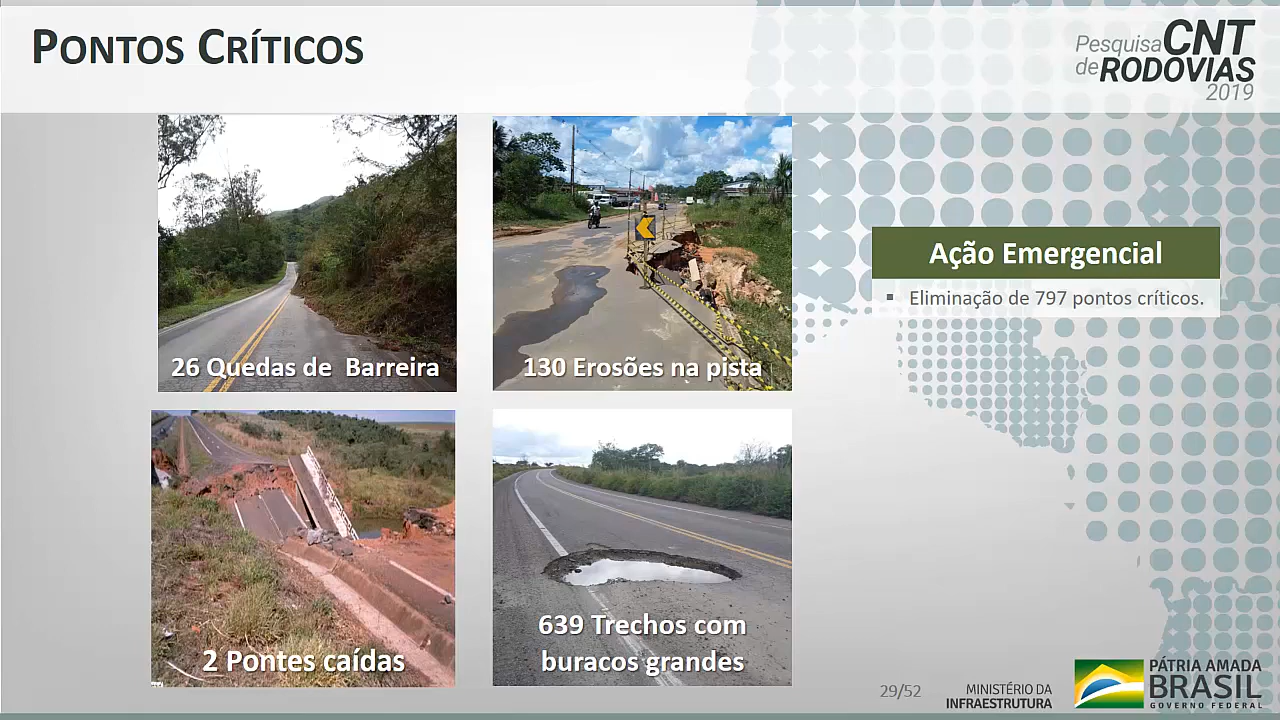 PONTOS CRÍTICOS
Pesquisa CNT
de RODOVIAS
2019
26 Quedas de Barreira
130 Erosões na pista
Ação Emergencial
▪ Eliminação de 797 pontos críticos.
2 Pontes caídas
639 Trechos com
buracos grandes
29/52
MINISTÉRIO DA
INFRAESTRUTURA
PÁTRIA AMADA
BRASIL
GOVERNO FEDERAL